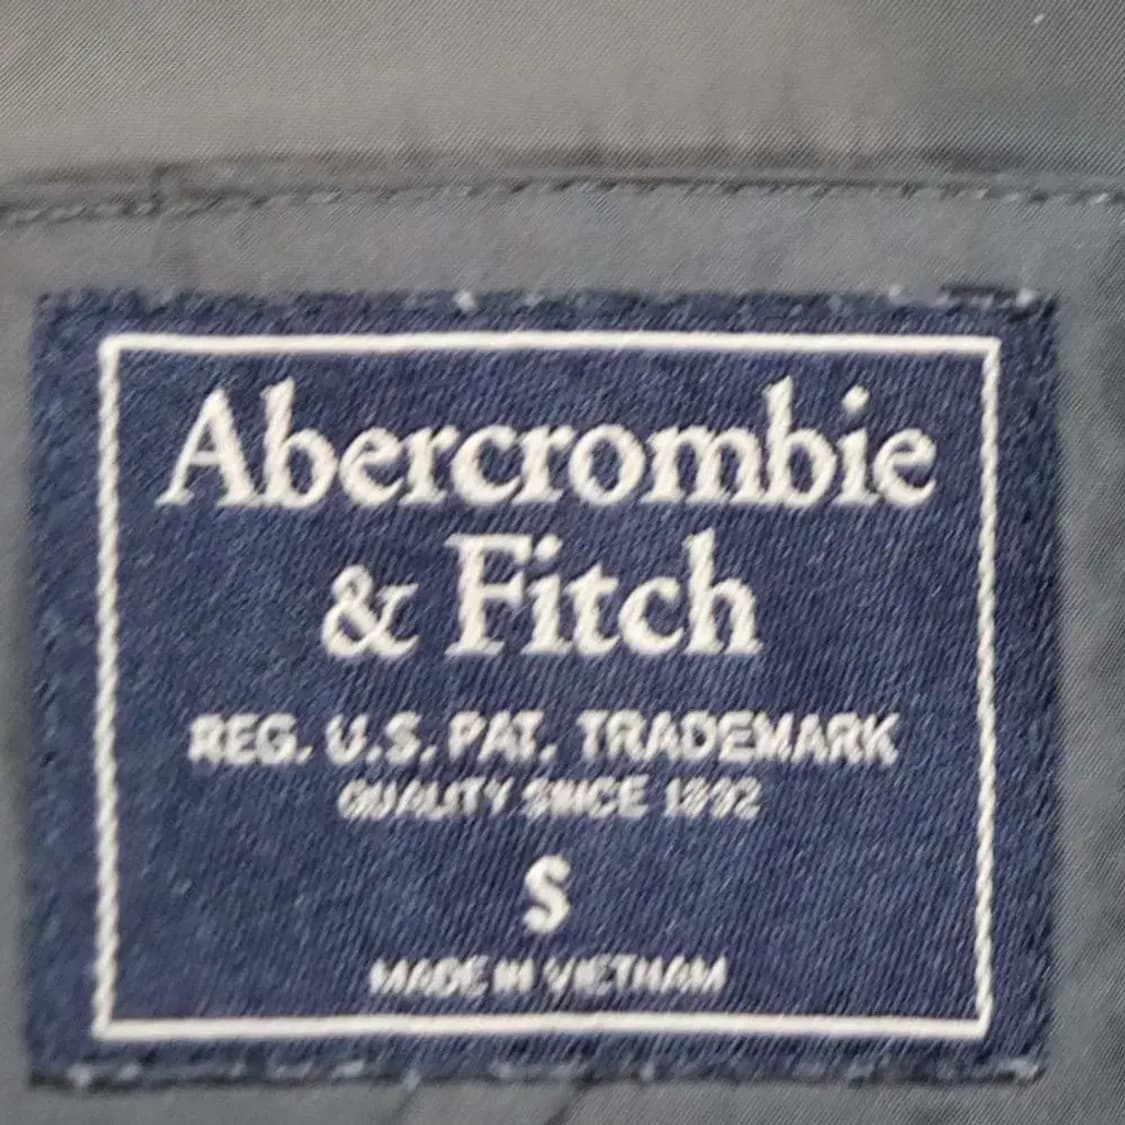 Abercrombie
& Fitch
REG. U.S. PAT. TRADEMARK
QUALITY SINCE 1892
S
MADE IN VIETNAM